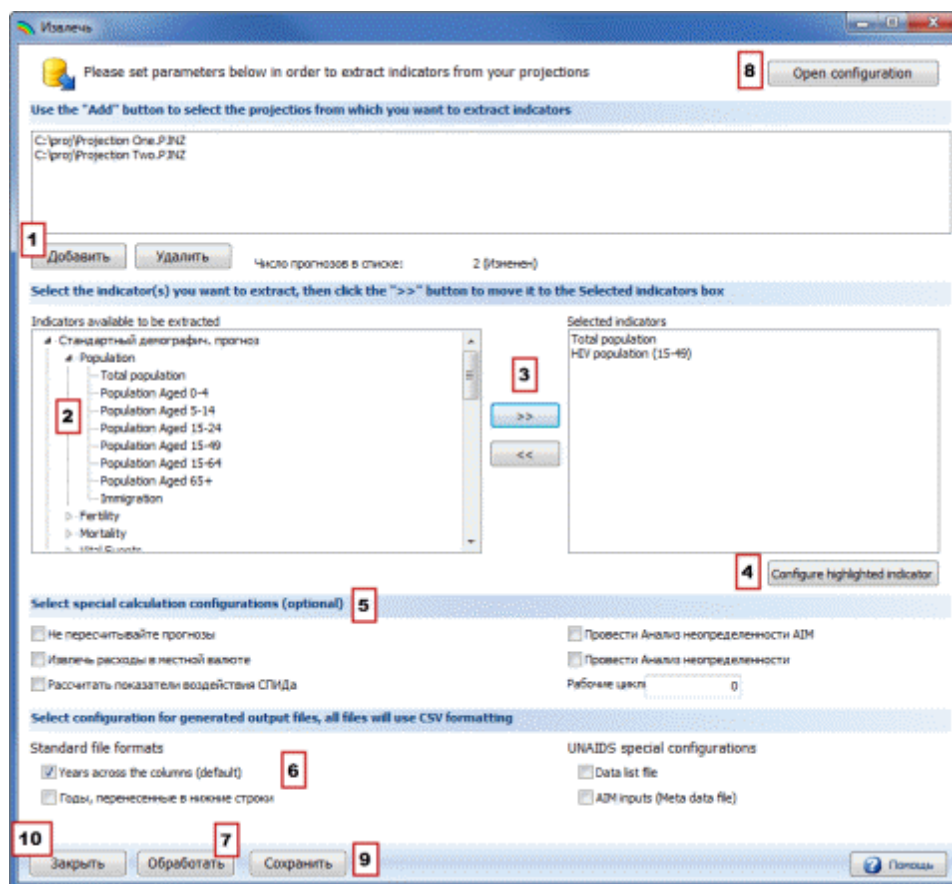 Извлечь
Please set parameters below in order to extract indicators from your projections
8
Open configuration
Use the "Add" button to select the projectios from which you want to extract indcators
C:\proj\Projection One.PJNZ
C:\proj\Projection Two.PJNZ
1
Добавить
Удалить
Число прогнозов в списке:
2 (Изменен)
Select the indicator(s) you want to extract, then click the ">>" button to move it to the Selected indicators box
Indicators available to be extracted
Selected indicators
Стандартный демографич. прогноз
Population
Total population
Population Aged 0-4
Population Aged 5-14
Population Aged 15-24
Population Aged 15-49
Population Aged 15-64
Population Aged 65+
Immigration
Fertility
Mortality
Vital Events
2
3
>>
<<
Total population
HIV population (15-49)
4
Configure highlighted indicator
Select special calculation configurations (optional)
5
Не пересчитывайте прогнозы
Провести Анализ неопределенности AIM
Извлечь расходы в местной валюте
Провести Анализ неопределенности
Рассчитать показатели воздействия СПИДа
Рабочие цикл
0
Select configuration for generated output files, all files will use CSV formatting
Standard file formats
UNAIDS special configurations
Years across the columns (default)
6
Data list file
Годы, перенесенные в нижние строки
AIM inputs (Meta data file)
10
7
9
Закрыть
Обработать
Сохранить
Помощь